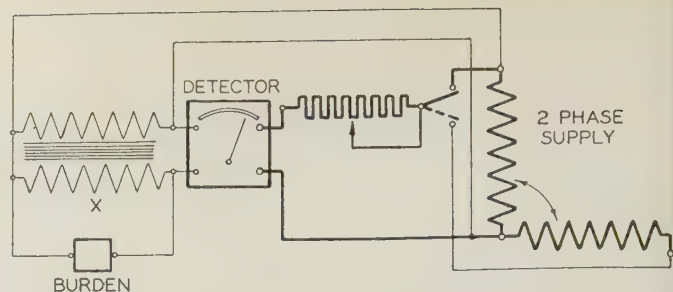 DETECTOR
2 PHASE
SUPPLY
X
BURDEN